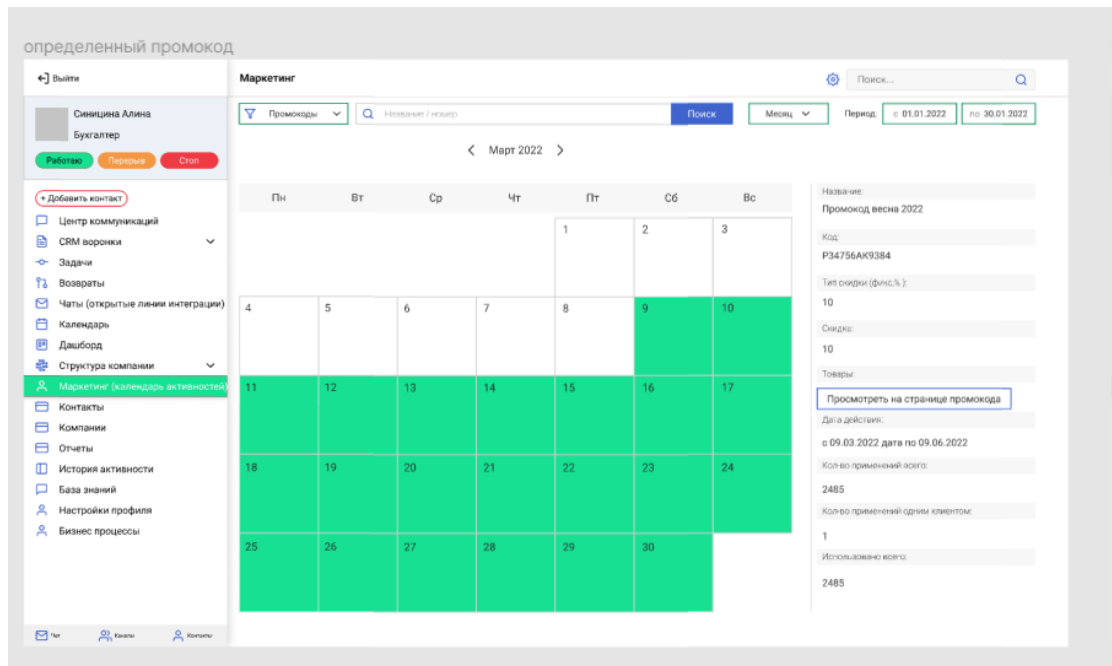 определенный промокод
Выйти
Маркетинг
Поиск...
Синицина Алина
Бухгалтер
Работаю Перерыв Стоп
Промокоды
Название / номер
Поиск
Месяц
Период:
с 01.01.2022
по 30.01.2022
Март 2022
+ Добавить контакт
Центр коммуникаций
CRM воронки
Задачи
Возвраты
Чаты (открытые линии интеграции)
Календарь
Дашборд
Структура компании
Маркетинг (календарь активностей)
Контакты
Компании
Отчеты
История активности
База знаний
Настройки профиля
Бизнес процессы
Чат Каналы Контакты
Пн Вт Ср Чт Пт Сб Вс
1 2 3
4 5 6 7 8 9 10
11 12 13 14 15 16 17
18 19 20 21 22 23 24
25 26 27 28 29 30
Название:
Промокод весна 2022
Код:
P34756AK9384
Тип скидки (фикс,% ):
10
Скидка:
10
Товары:
Просмотреть на странице промокода
Дата действия:
с 09.03.2022 дата по 09.06.2022
Кол-во применений всего:
2485
Кол-во применений одним клиентом:
1
Использовано всего:
2485